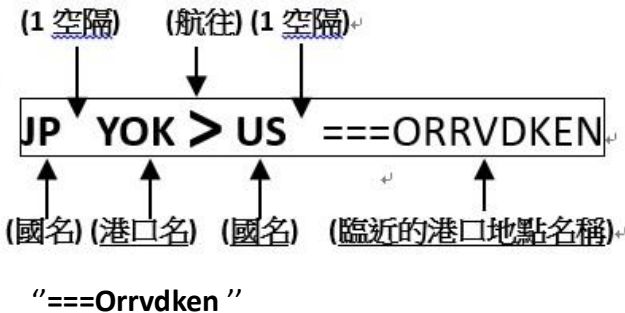 (1 空隔) (航往) (1 空隔)
JP YOK > US ===ORRVDKEN
(國名) (港口名) (國名) (臨近的港口地點名稱)
“===Orrvdken ”